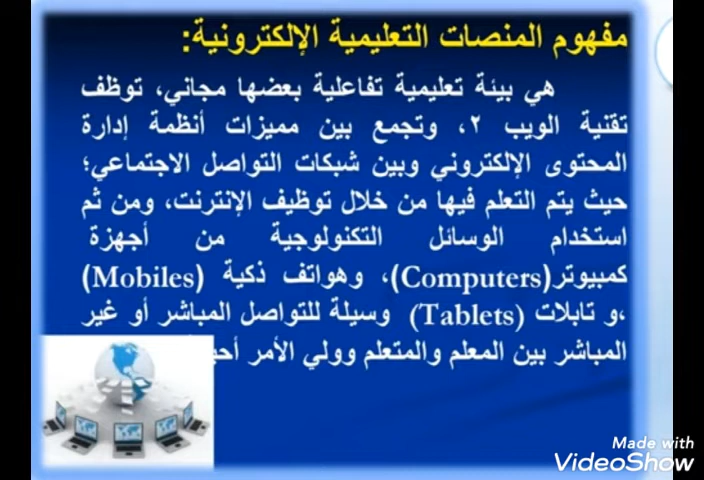 مفهوم المنصات التعليمية الإلكترونية:
هي بيئة تعليمية تفاعلية بعضها مجاني، توظف
تقنية الويب ٢، وتجمع بين مميزات أنظمة إدارة
المحتوى الإلكتروني وبين شبكات التواصل الاجتماعي؛
حيث يتم التعلم فيها من خلال توظيف الإنترنت، ومن ثم
استخدام الوسائل التكنولوجية من أجهزة
كمبيوتر(Computers)، وهواتف ذكية (Mobiles)
،و تابلات (Tablets) وسيلة للتواصل المباشر أو غير
المباشر بين المعلم والمتعلم وولي الأمر
Made with
VideoShow